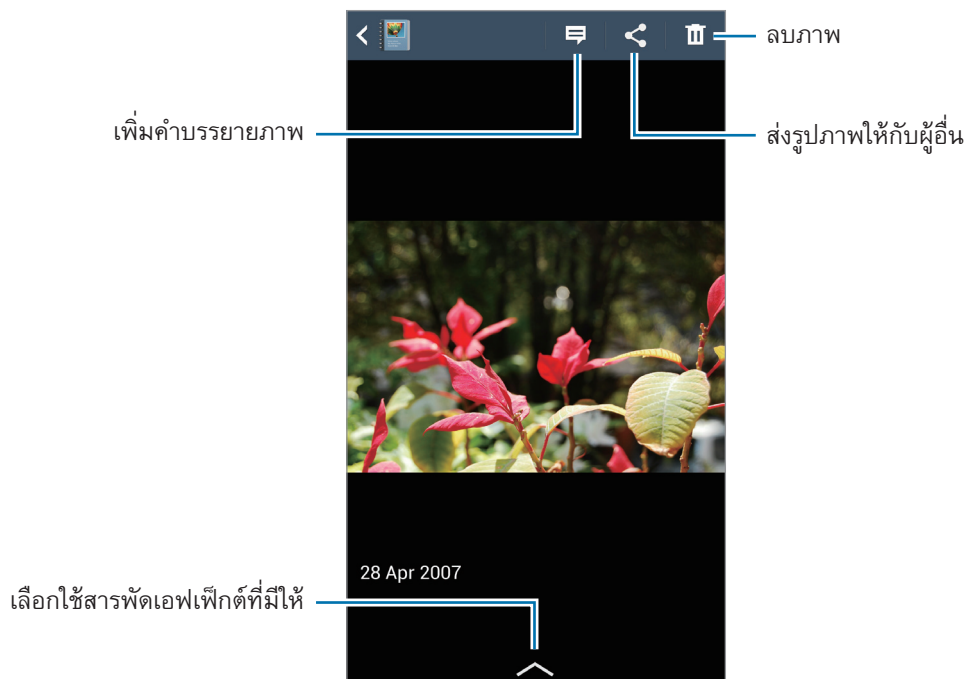 ลบภาพ
เพิ่มคำบรรยายภาพ
ส่งรูปภาพให้กับผู้อื่น
28 Apr 2007
เลือกใช้สารพัดเอฟเฟ็กต์ที่มีให้